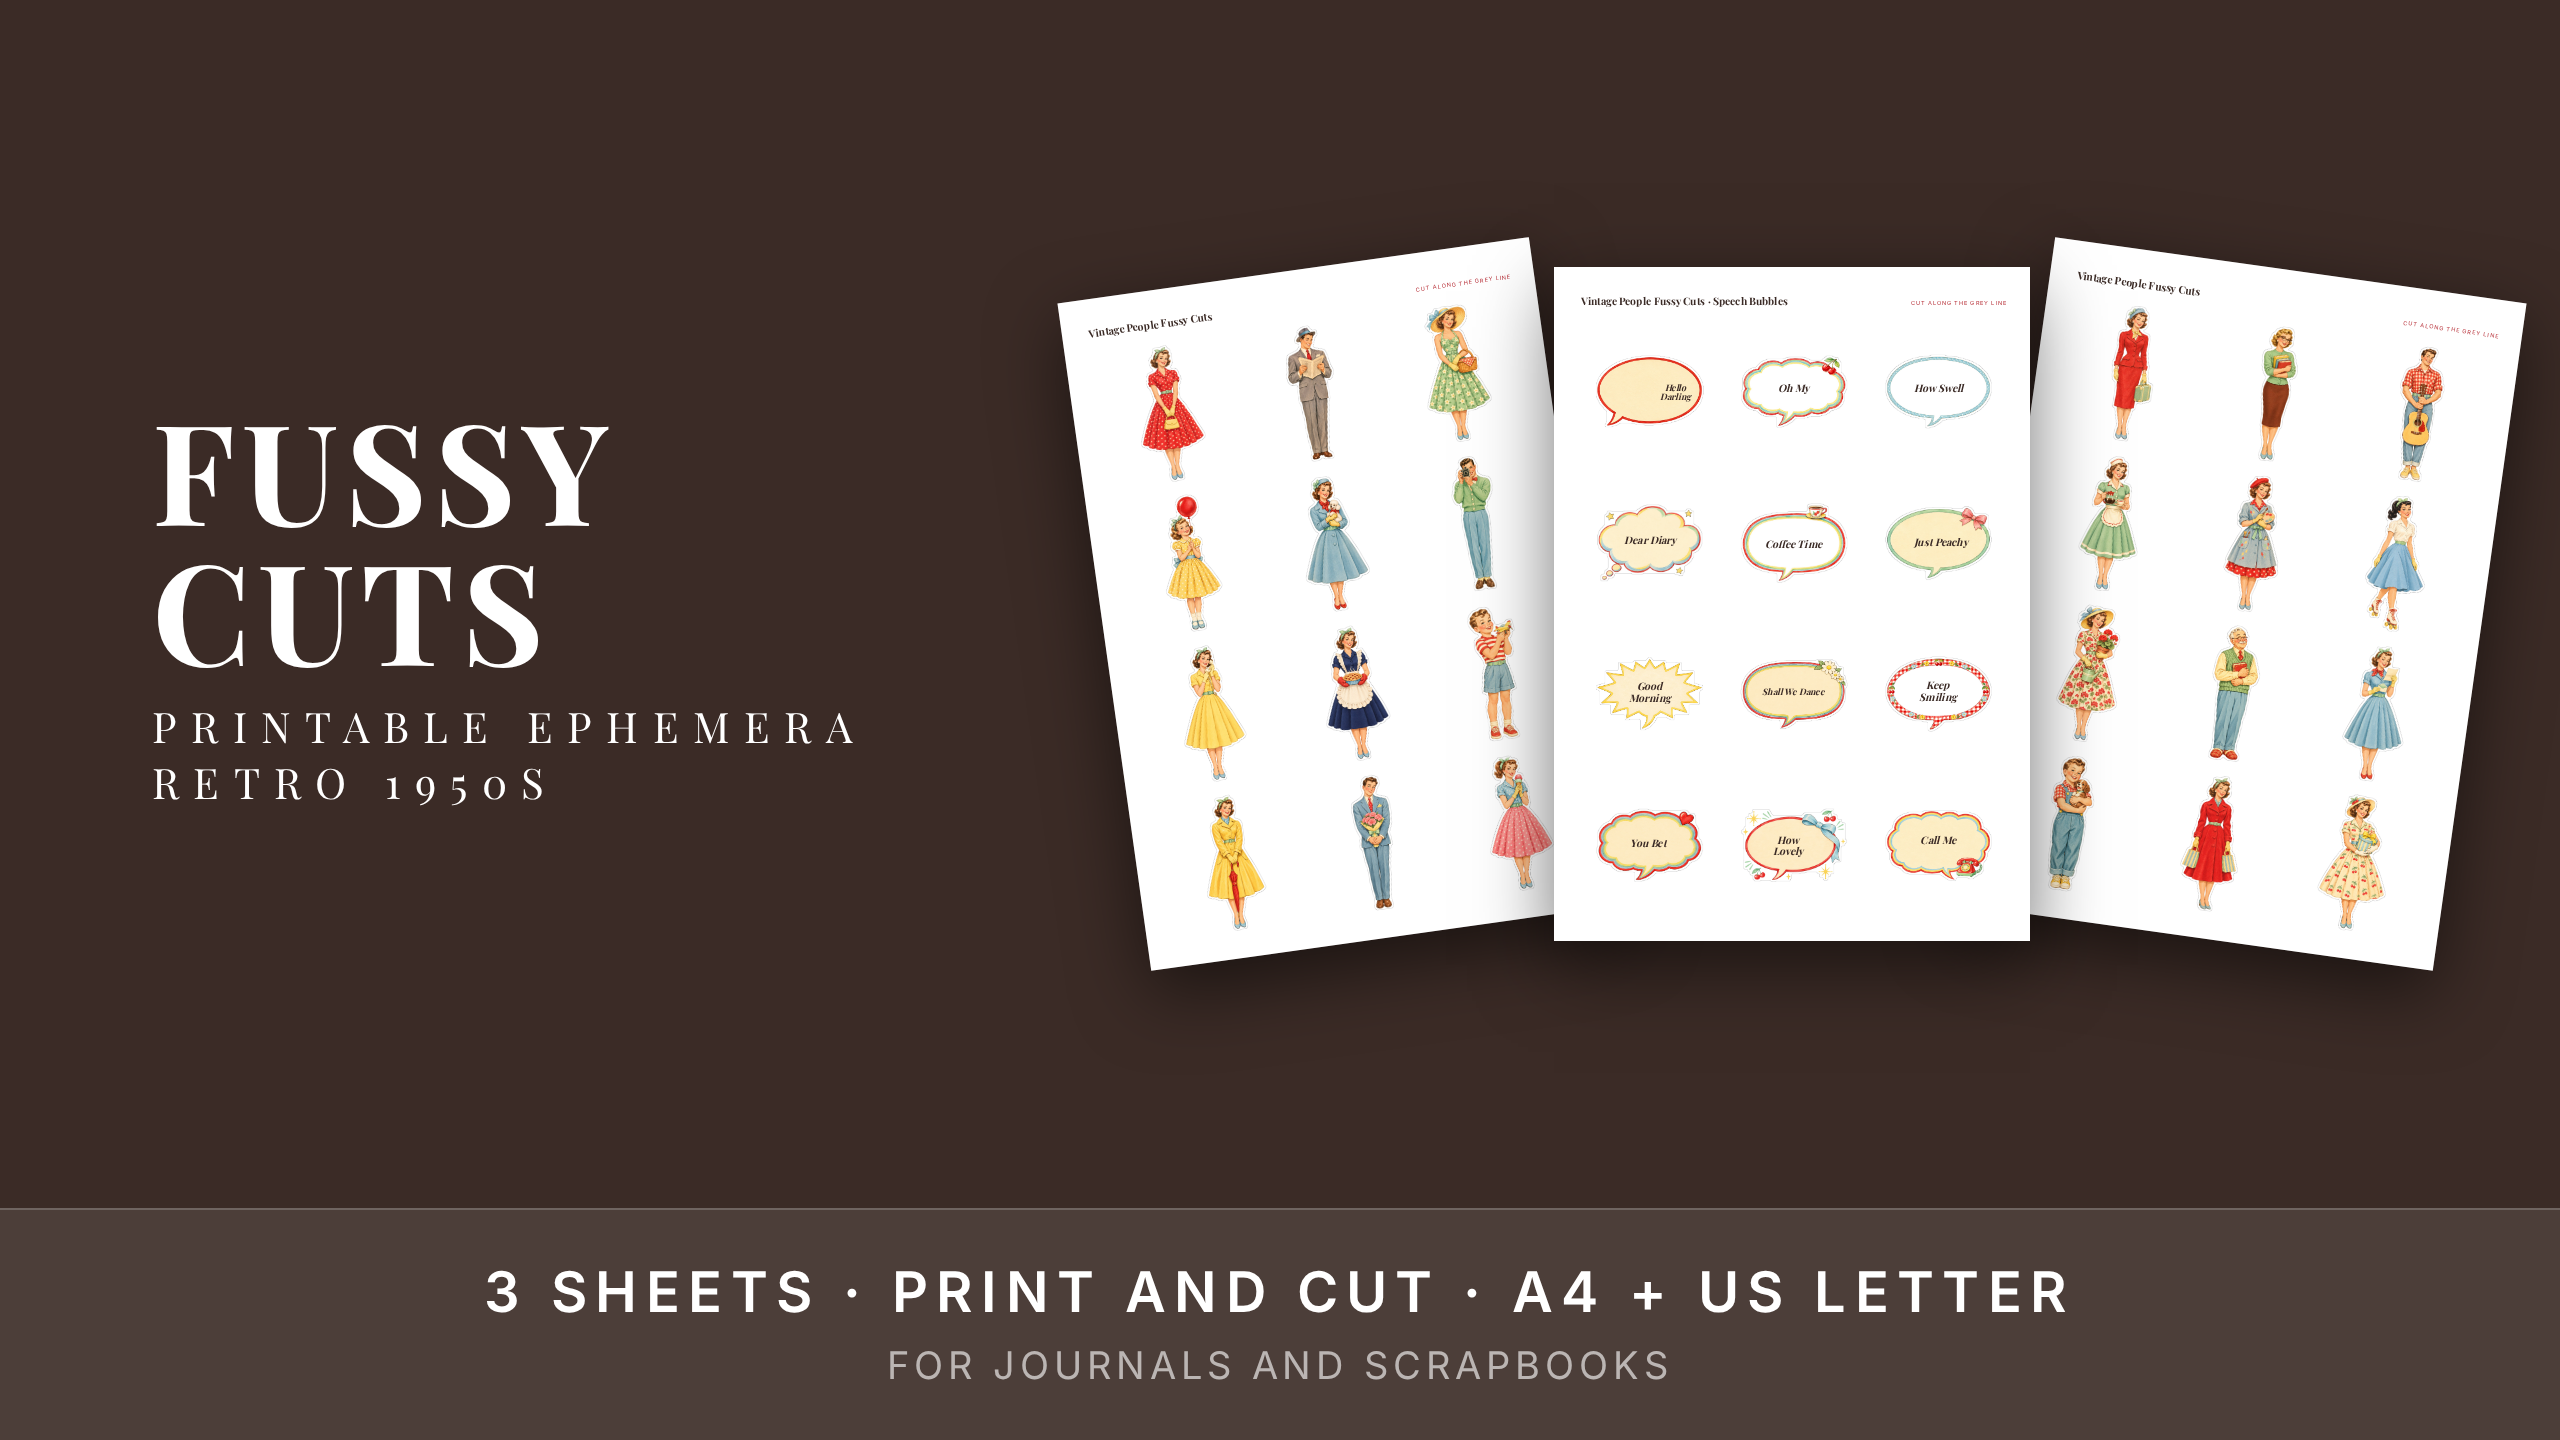 FUSSY
CUTS
PRINTABLE EPHEMERA
RETRO 1950S
Vintage People Fussy Cuts
CUT ALONG THE GREY LINE
Vintage People Fussy Cuts · Speech Bubbles
CUT ALONG THE GREY LINE
Hello
Darling
Oh My
How Swell
Dear Diary
Coffee Time
Just Peachy
Good
Morning
Shall We Dance
Keep
Smiling
You Bet
How
Lovely
Call Me
Vintage People Fussy Cuts
CUT ALONG THE GREY LINE
3 SHEETS · PRINT AND CUT · A4 + US LETTER
FOR JOURNALS AND SCRAPBOOKS